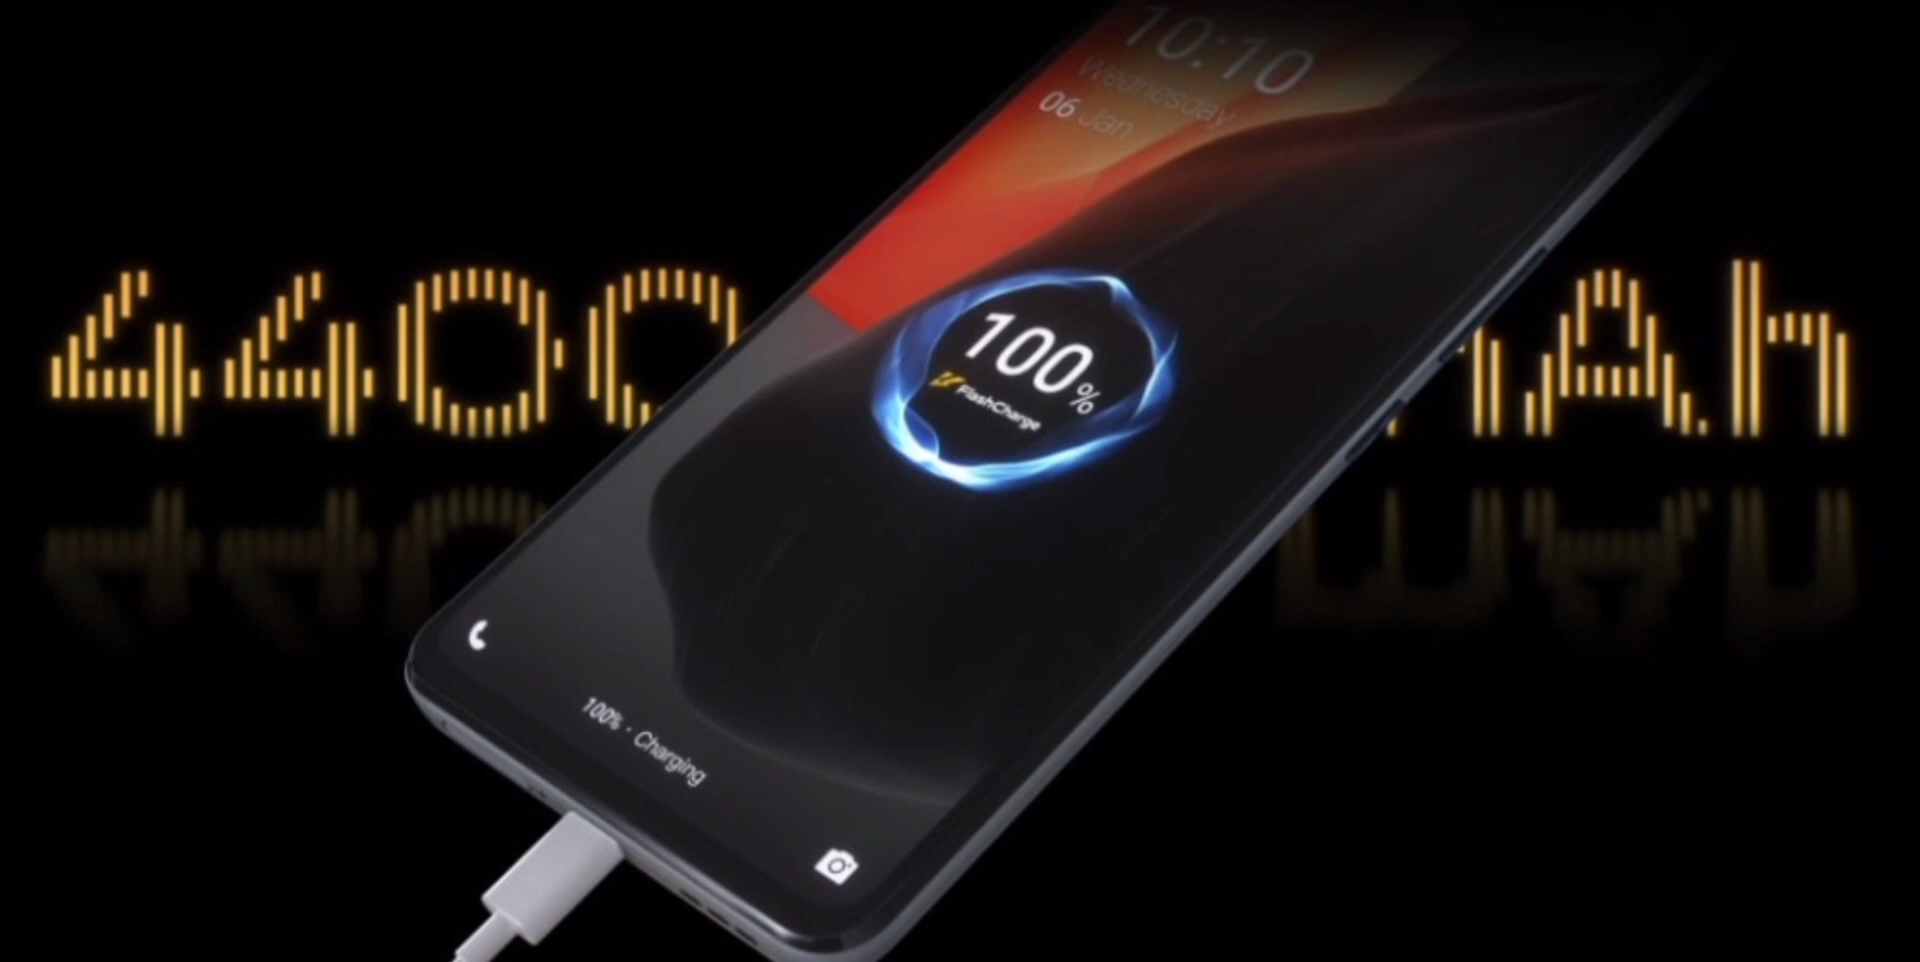 10:10
Wednesday
06 Jan
4400 mAh
100%
FlashCharge
100% · Charging